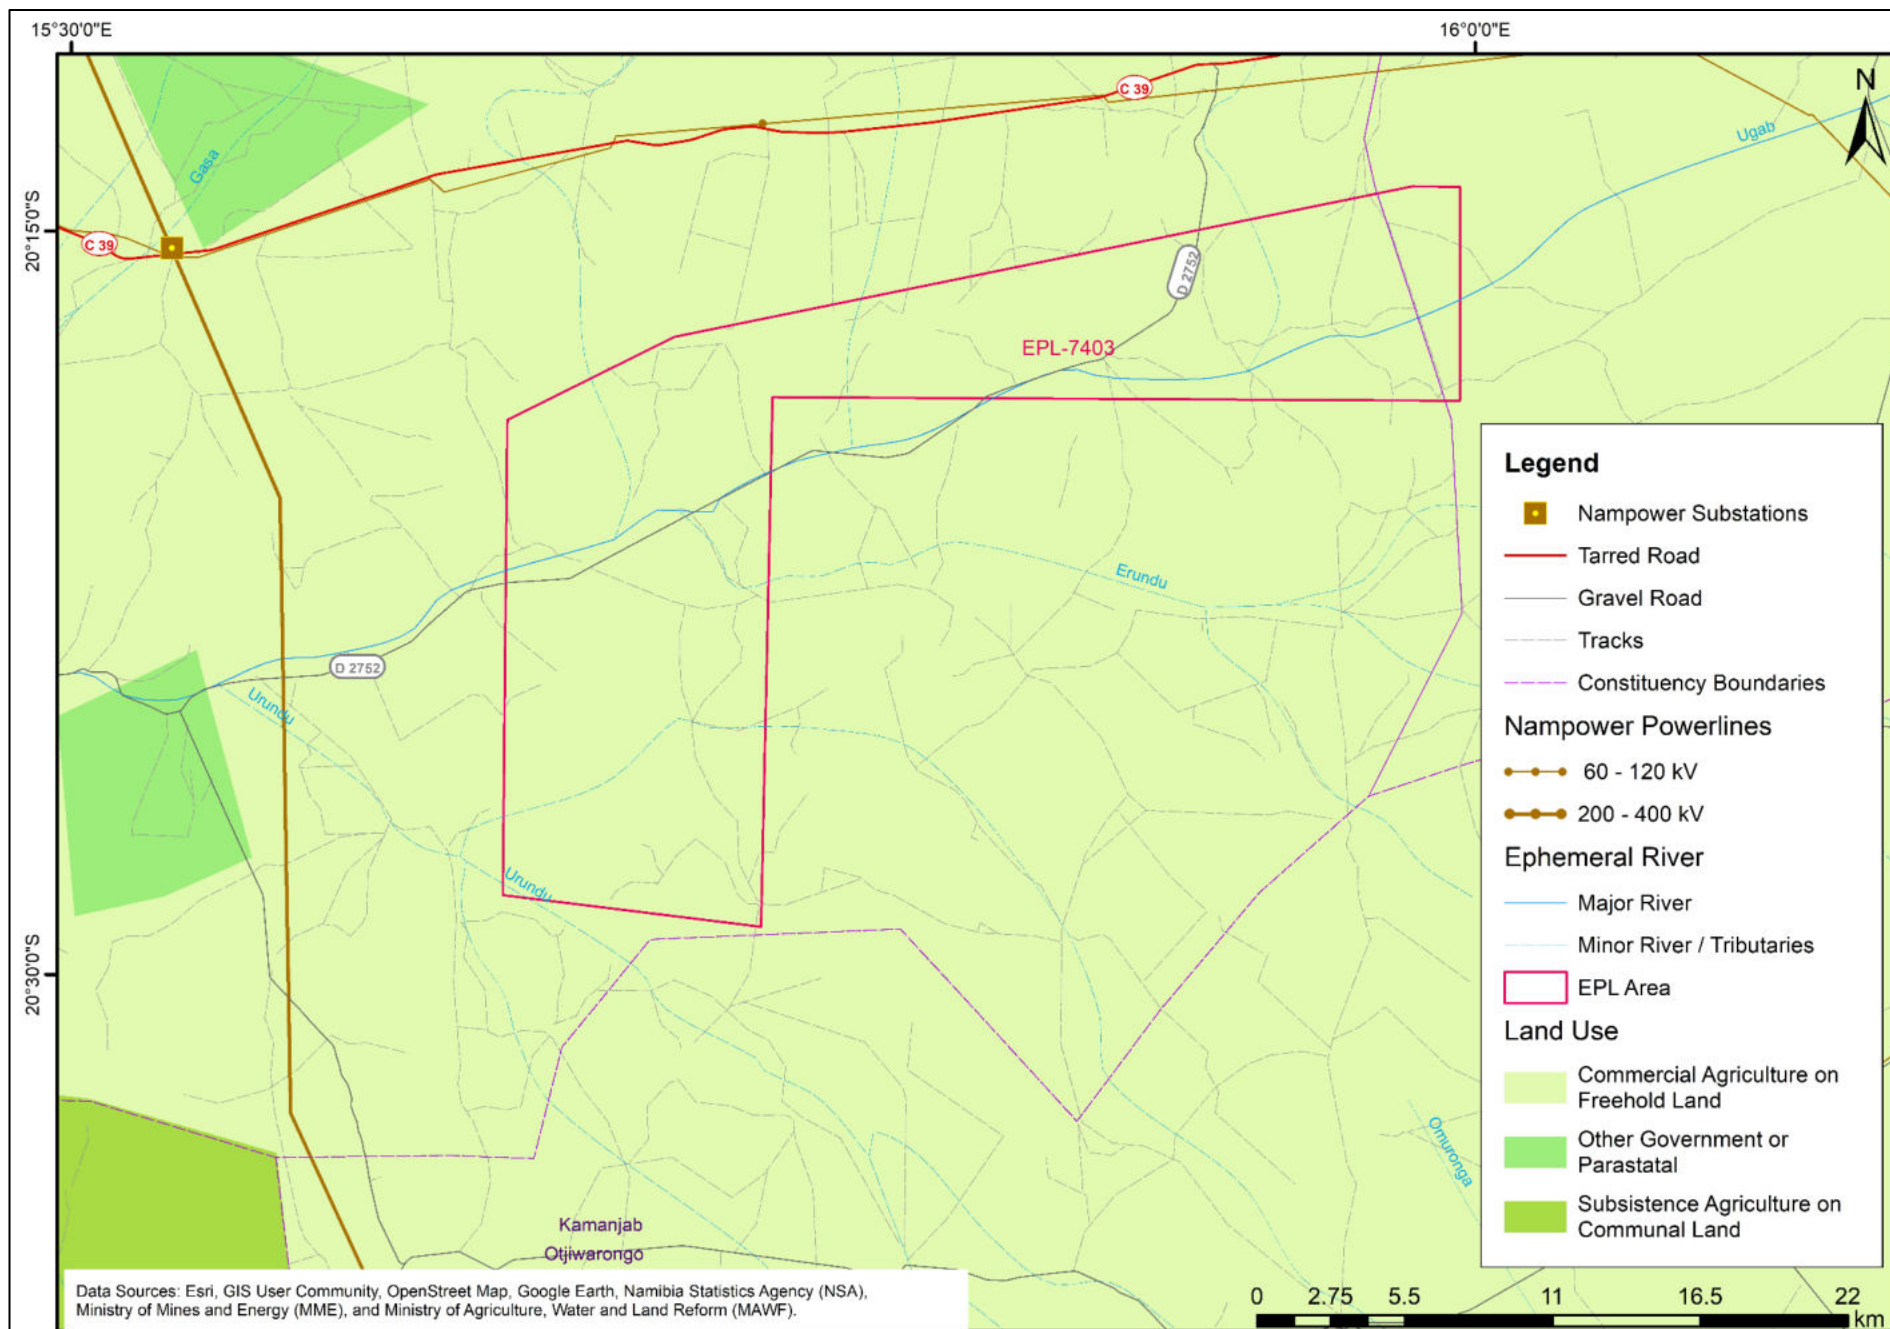 15°30'0"E
16°0'0"E
N
C 39
Ugab
Gasa
20°15'0"S
C 39
D 2752
EPL-7403
Erundu
D 2752
Urundu
Urundu
20°30'0"S
Omuronga
Kamanjab
Otjiwarongo
Legend
Nampower Substations
Tarred Road
Gravel Road
Tracks
Constituency Boundaries
Nampower Powerlines
60 - 120 kV
200 - 400 kV
Ephemeral River
Major River
Minor River / Tributaries
EPL Area
Land Use
Commercial Agriculture on
Freehold Land
Other Government or
Parastatal
Subsistence Agriculture on
Communal Land
Data Sources: Esri, GIS User Community, OpenStreet Map, Google Earth, Namibia Statistics Agency (NSA),
Ministry of Mines and Energy (MME), and Ministry of Agriculture, Water and Land Reform (MAWF).
0 2.75 5.5 11 16.5 22
km